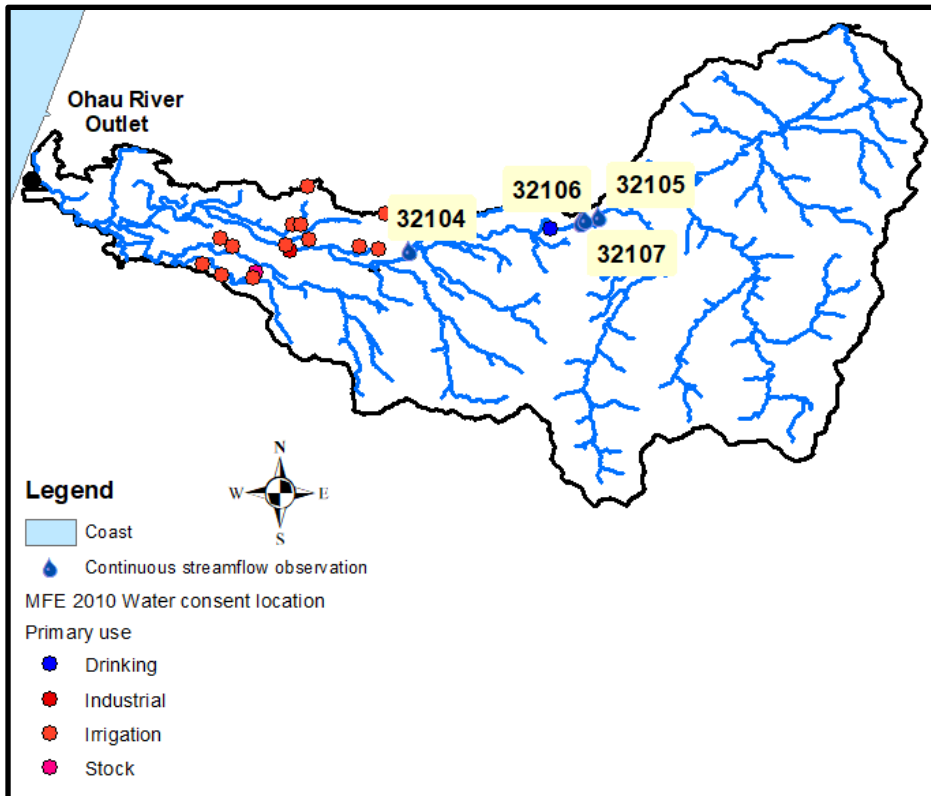 Ohau River
Outlet
32104
32106
32105
32107
N
W
E
S
Legend
Coast
Continuous streamflow observation
MFE 2010 Water consent location
Primary use
Drinking
Industrial
Irrigation
Stock